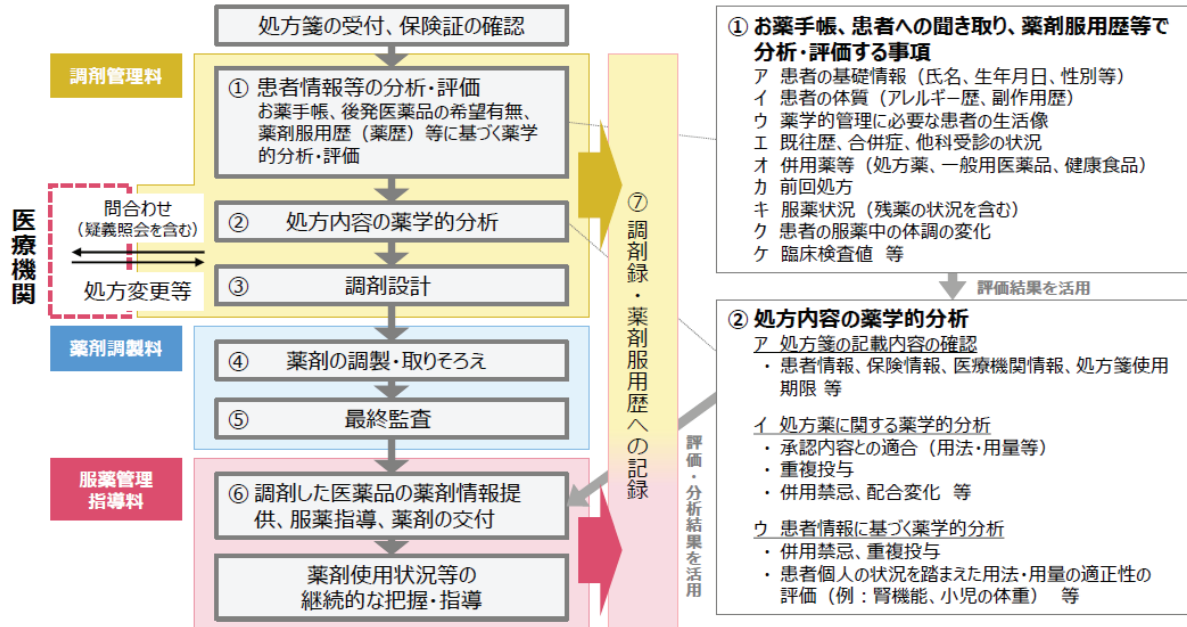 処方箋の受付、保険証の確認
調剤管理料
① 患者情報等の分析・評価
お薬手帳、後発医薬品の希望有無、
薬剤服用歴（薬歴）等に基づく薬学
的分析・評価
医療機関
問合わせ
（疑義照会を含む）
処方変更等
② 処方内容の薬学的分析
③ 調剤設計
薬剤調製料
④ 薬剤の調製・取りそろえ
⑤ 最終監査
服薬管理
指導料
⑥ 調剤した医薬品の薬剤情報提
供、服薬指導、薬剤の交付
薬剤使用状況等の
継続的な把握・指導
⑦調剤録・薬剤服用歴への記録
① お薬手帳、患者への聞き取り、薬剤服用歴等で
分析・評価する事項
ア 患者の基礎情報（氏名、生年月日、性別等）
イ 患者の体質（アレルギー歴、副作用歴）
ウ 薬学的管理に必要な患者の生活像
エ 既往歴、合併症、他科受診の状況
オ 併用薬等（処方薬、一般用医薬品、健康食品）
カ 前回処方
キ 服薬状況（残薬の状況を含む）
ク 患者の服薬中の体調の変化
ケ 臨床検査値 等
評価結果を活用
② 処方内容の薬学的分析
ア 処方箋の記載内容の確認
・ 患者情報、保険情報、医療機関情報、処方箋使用
期限 等
イ 処方薬に関する薬学的分析
・ 承認内容との適合（用法・用量等）
・ 重複投与
・ 併用禁忌、配合変化 等
ウ 患者情報に基づく薬学的分析
・ 併用禁忌、重複投与
・ 患者個人の状況を踏まえた用法・用量の適正性の
評価（例：腎機能、小児の体重） 等
評価・分析結果を活用